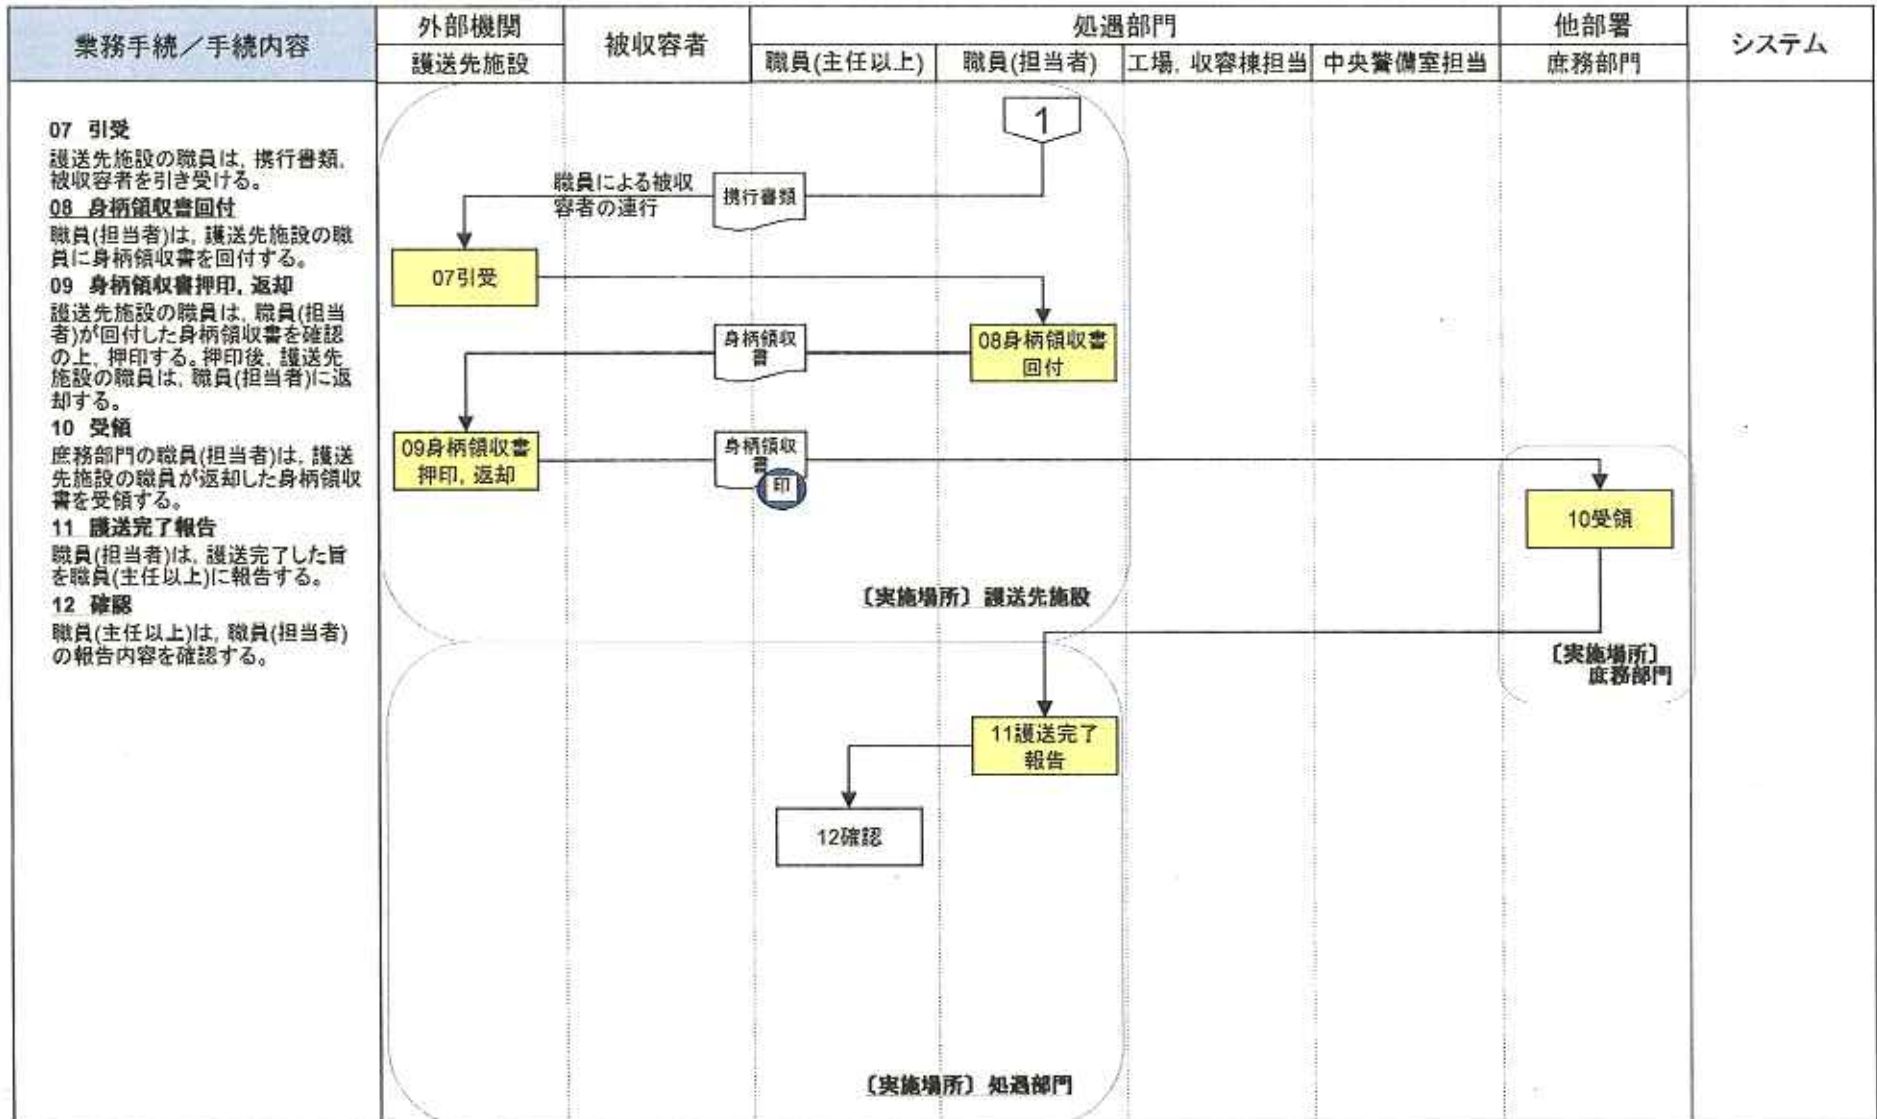 業務手続／手続内容
外部機関
護送先施設
被収容者
処遇部門
職員(主任以上)
職員(担当者)
工場，収容棟担当
中央警備室担当
他部署
庶務部門
システム
07 引受
護送先施設の職員は，携行書類，
被収容者を引き受ける。
08 身柄領収書回付
職員(担当者)は，護送先施設の職
員に身柄領収書を回付する。
09 身柄領収書押印，返却
護送先施設の職員は，職員(担当
者)が回付した身柄領収書を確認
の上，押印する。押印後，護送先
施設の職員は，職員(担当者)に返
却する。
10 受領
庶務部門の職員(担当者)は，護送
先施設の職員が返却した身柄領収
書を受領する。
11 護送完了報告
職員(担当者)は，護送完了した旨
を職員(主任以上)に報告する。
12 確認
職員(主任以上)は，職員(担当者)
の報告内容を確認する。
1
職員による被収
容者の連行
携行書類
07引受
身柄領収
書
08身柄領収書
回付
09身柄領収書
押印，返却
身柄領収
書
印
10受領
〔実施場所〕護送先施設
〔実施場所〕
庶務部門
11護送完了
報告
12確認
〔実施場所〕処遇部門